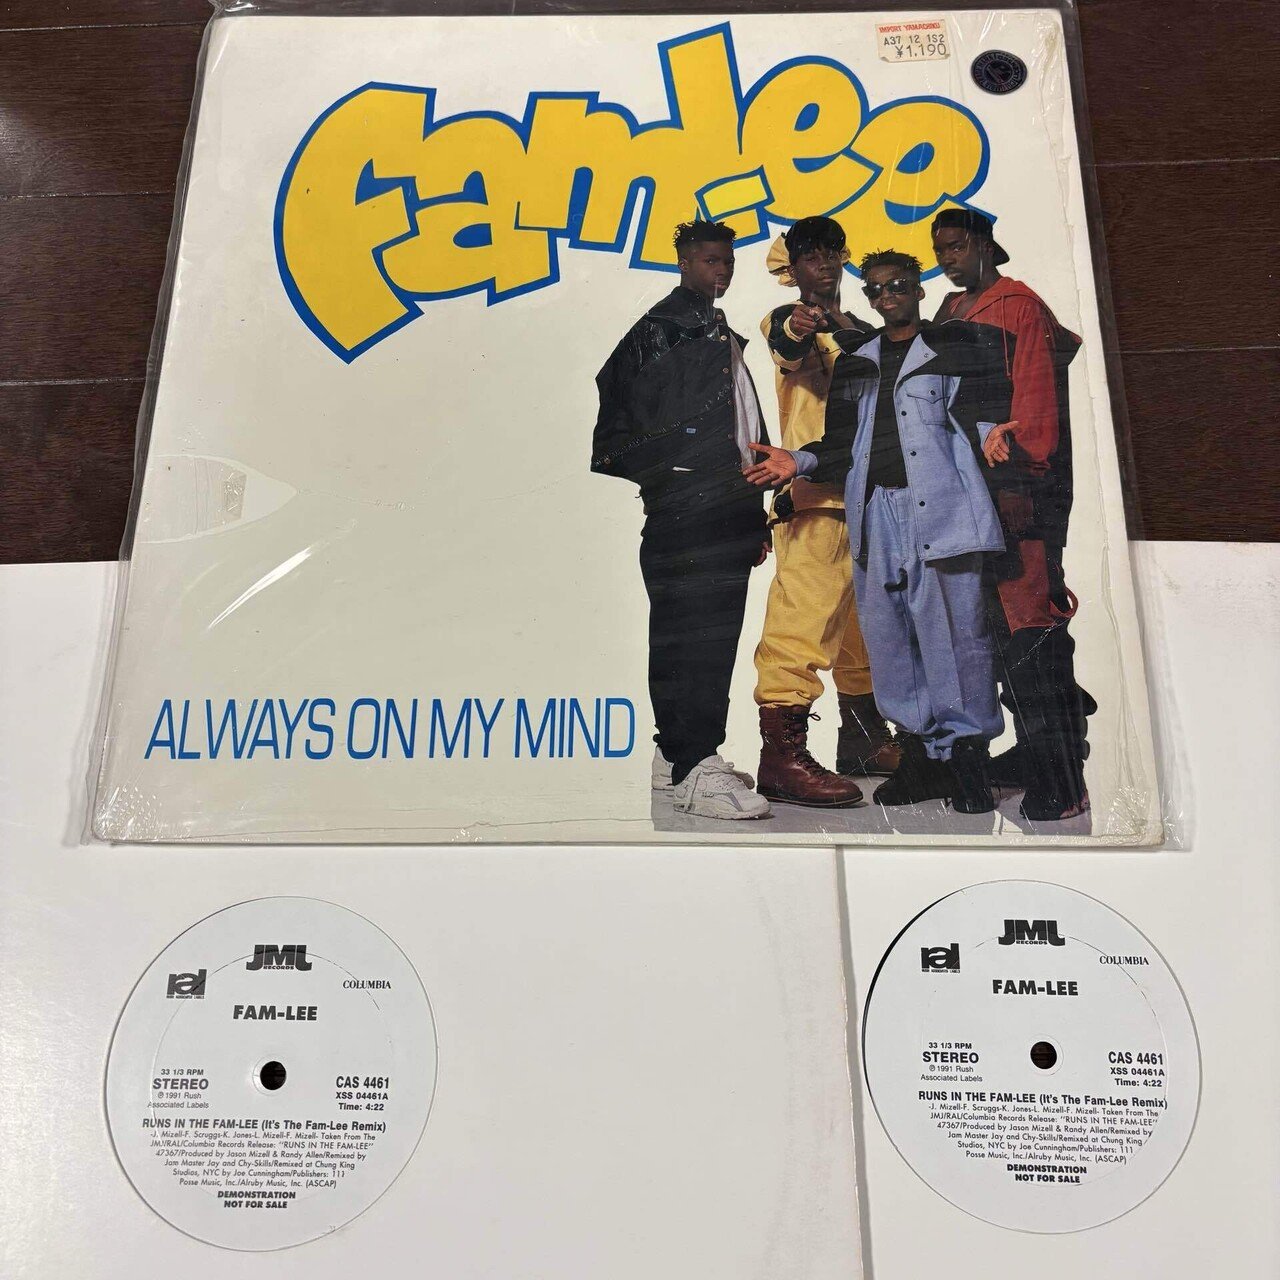 IMPORT YAMACHIKU
A37 12 1S2
¥1,190
Fam-Lee
ALWAYS ON MY MIND
JMJ
RECORDS
ral
RUSH ASSOCIATED LABELS
COLUMBIA
FAM-LEE
33 1/3 RPM
STEREO
℗ 1991 Rush
Associated Labels
CAS 4461
XSS 04461A
Time: 4:22
RUNS IN THE FAM-LEE (It's The Fam-Lee Remix)
-J. Mizell-F. Scruggs-K. Jones-L. Mizell-F. Mizell- Taken From The
JMJ/RAL/Columbia Records Release: "RUNS IN THE FAM-LEE"
47367/Produced by Jason Mizell & Randy Allen/Remixed by
Jam Master Jay and Chy-Skills/Remixed at Chung King
Studios, NYC by Joe Cunningham/Publishers: 111
Posse Music, Inc./Alruby Music, Inc. (ASCAP)
DEMONSTRATION
NOT FOR SALE
JMJ
RECORDS
ral
RUSH ASSOCIATED LABELS
COLUMBIA
FAM-LEE
33 1/3 RPM
STEREO
℗ 1991 Rush
Associated Labels
CAS 4461
XSS 04461A
Time: 4:22
RUNS IN THE FAM-LEE (It's The Fam-Lee Remix)
-J. Mizell-F. Scruggs-K. Jones-L. Mizell-F. Mizell- Taken From The
JMJ/RAL/Columbia Records Release: "RUNS IN THE FAM-LEE"
47367/Produced by Jason Mizell & Randy Allen/Remixed by
Jam Master Jay and Chy-Skills/Remixed at Chung King
Studios, NYC by Joe Cunningham/Publishers: 111
Posse Music, Inc./Alruby Music, Inc. (ASCAP)
DEMONSTRATION
NOT FOR SALE